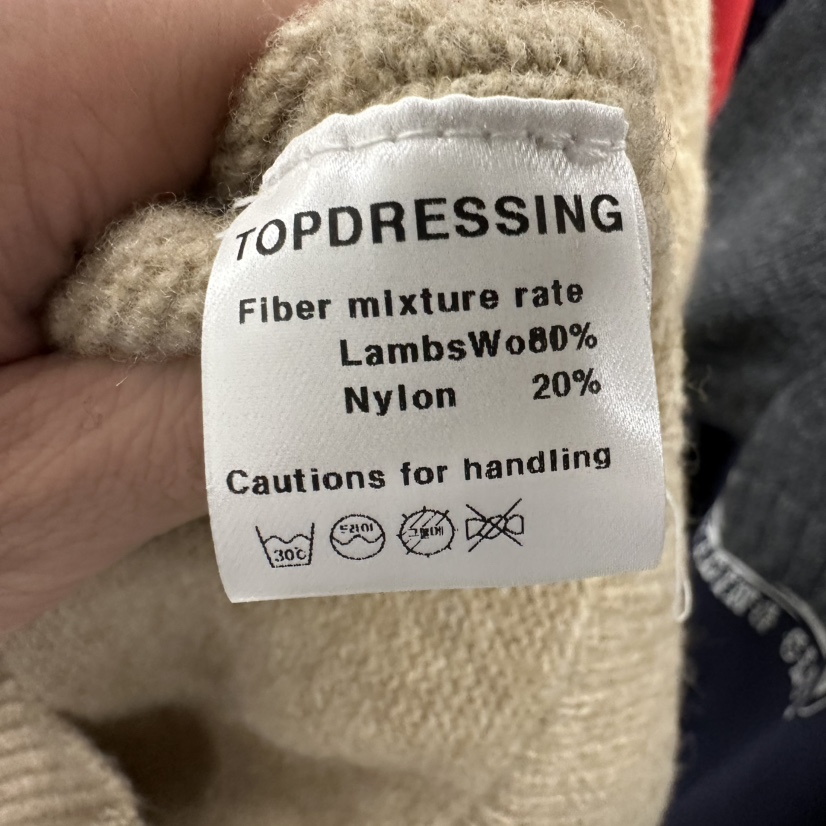 TOPDRESSING
Fiber mixture rate
LambsWo80%
Nylon 20%
Cautions for handling
30℃ 드라이